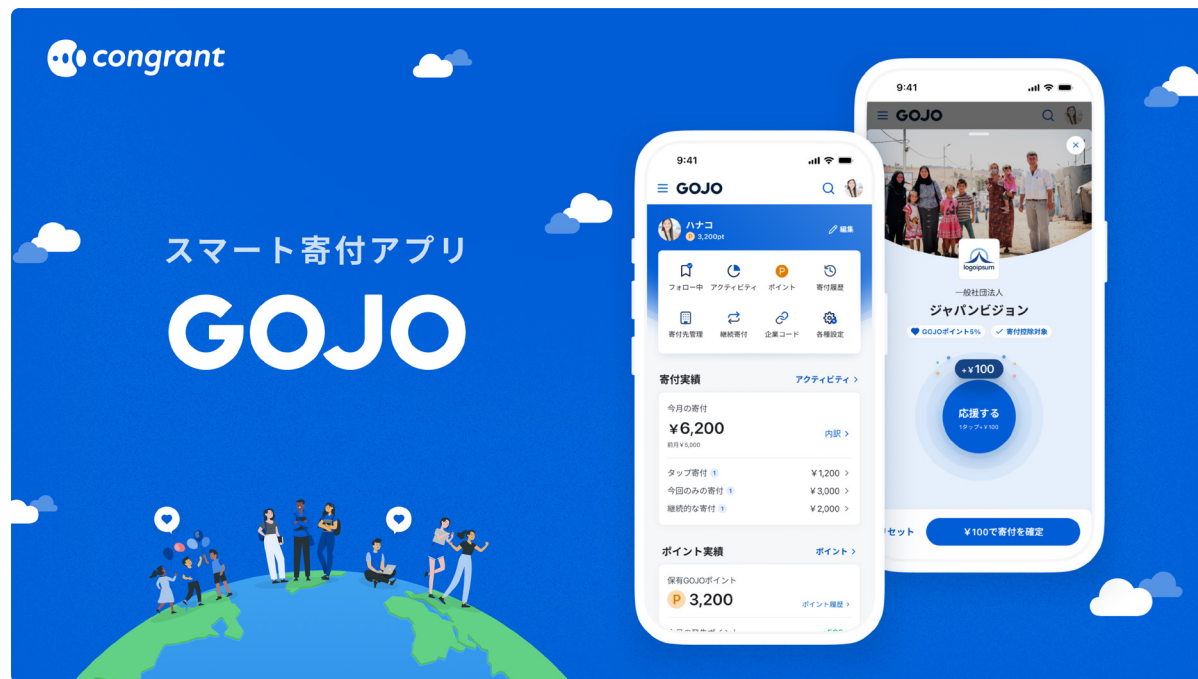 congrant
スマート寄付アプリ
GOJO
9:41
GOJO
ハナコ
P 3,200pt
編集
フォロー中
アクティビティ
P
ポイント
寄付履歴
寄付先管理
継続寄付
企業コード
各種設定
寄付実績
アクティビティ >
今月の寄付
¥6,200
内訳 >
前月¥5,000
タップ寄付 1 ¥1,200 >
今回のみの寄付 1 ¥3,000 >
継続的な寄付 1 ¥2,000 >
ポイント実績
ポイント >
保有GOJOポイント
P 3,200
ポイント履歴 >
9:41
GOJO
logoipsum
一般社団法人
ジャパンビジョン
GOJOポイント5%
寄付控除対象
+¥100
応援する
1タップ+¥100
セット
¥100で寄付を確定